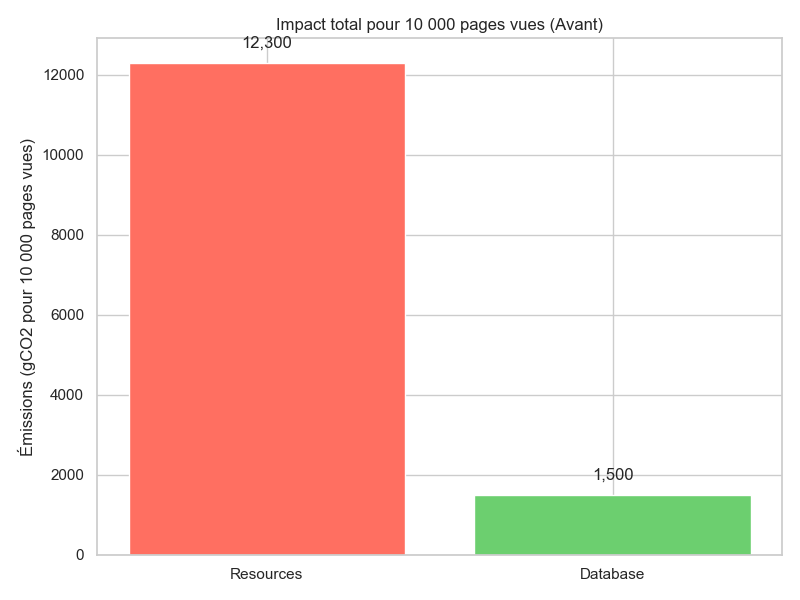 Impact total pour 10 000 pages vues (Avant)
12,300
12000
10000
8000
6000
4000
2000
0
1,500
Émissions (gCO2 pour 10 000 pages vues)
Resources
Database